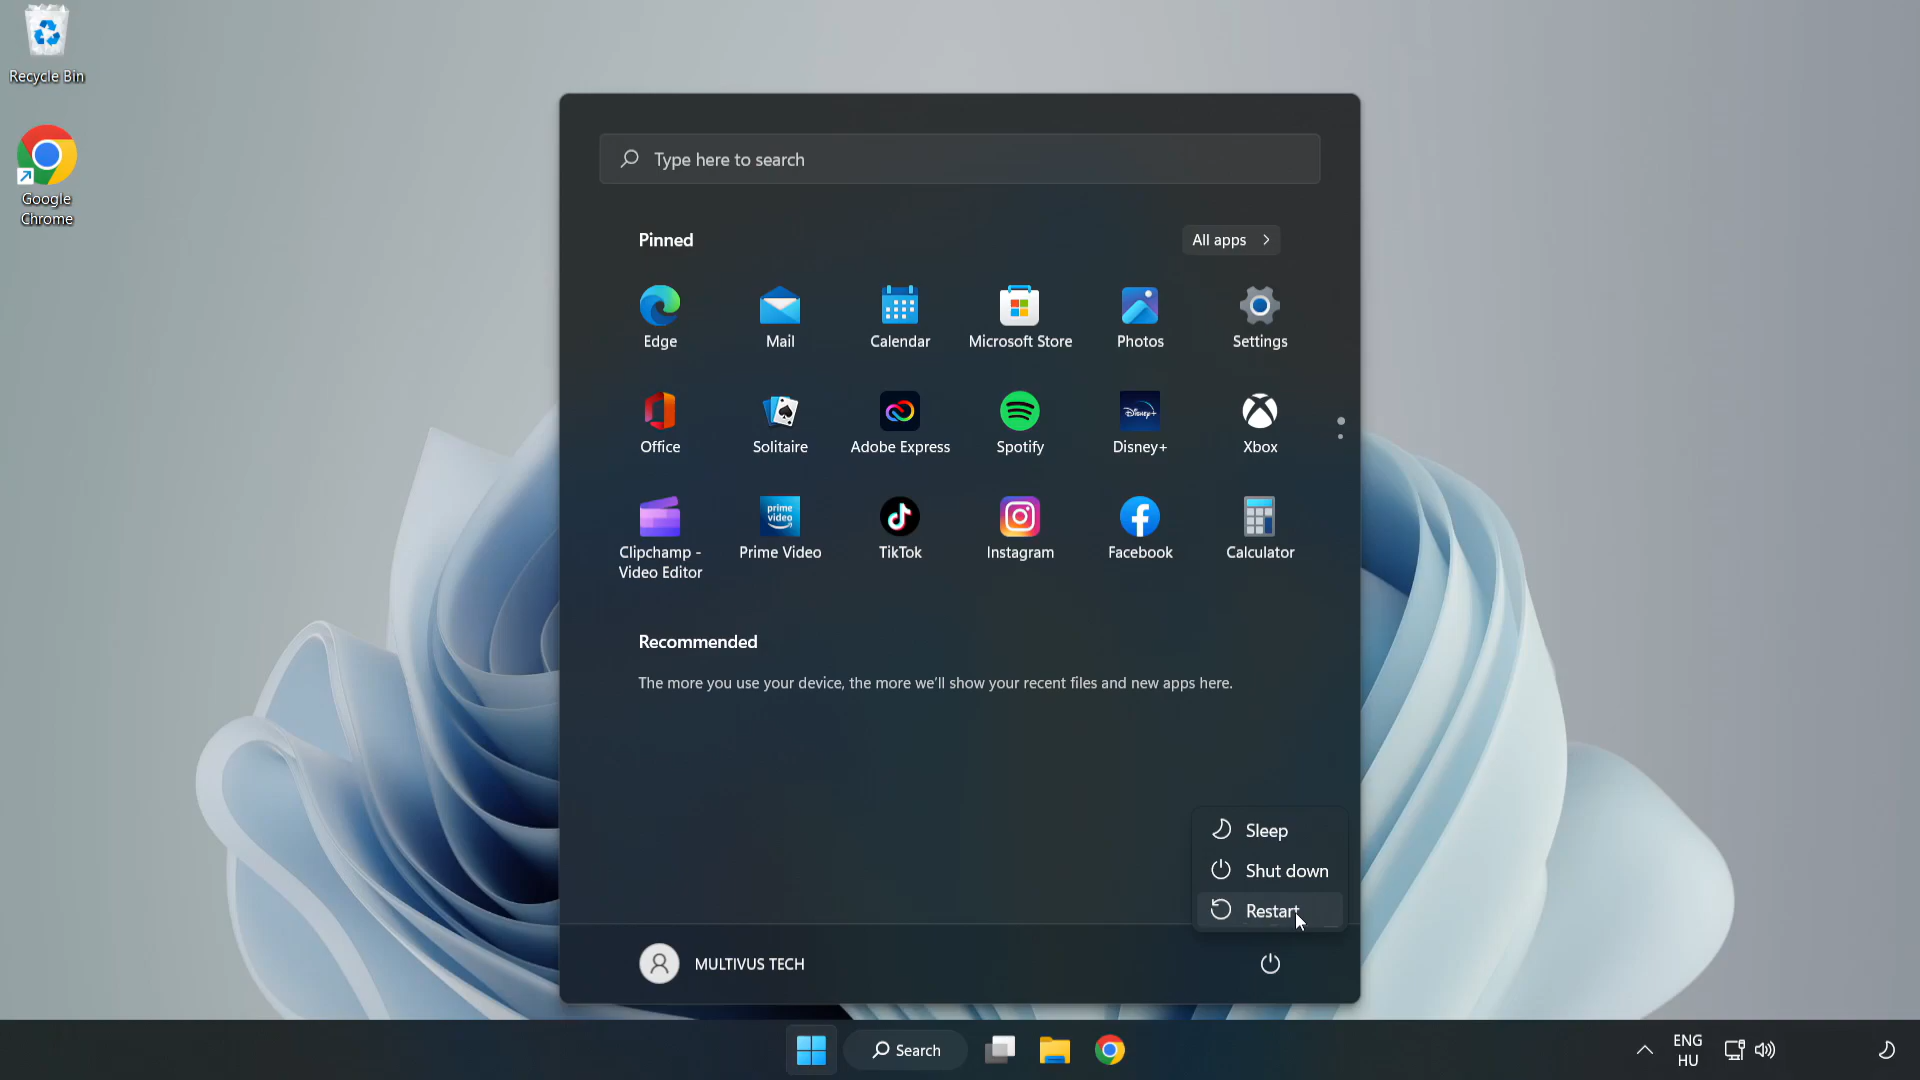 Recycle Bin
Google
Chrome
Type here to search
Pinned
All apps
Edge
Mail
Calendar
Microsoft Store
Photos
Settings
Disney+
Office
Solitaire
Adobe Express
Spotify
Disney+
Xbox
prime
video
Clipchamp -
Video Editor
Prime Video
TikTok
Instagram
Facebook
Calculator
Recommended
The more you use your device, the more we'll show your recent files and new apps here.
Sleep
Shut down
Restart
MULTIVUS TECH
Search
ENG
HU